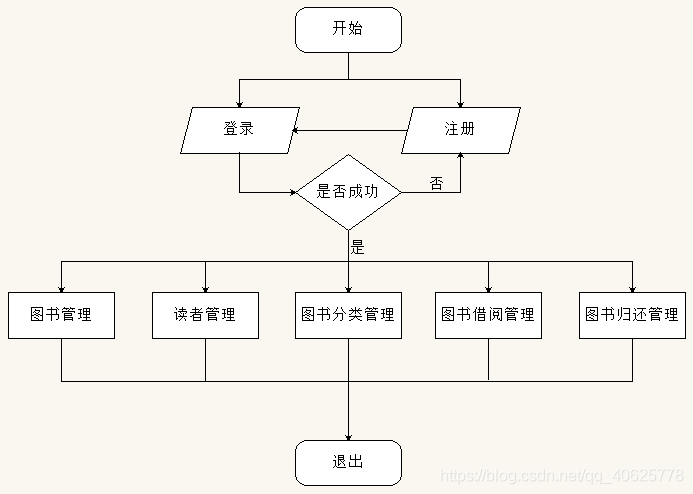 开始
登录
注册
是否成功
否
是
图书管理
读者管理
图书分类管理
图书借阅管理
图书归还管理
退出
https://blog.csdn.net/qq_40625778